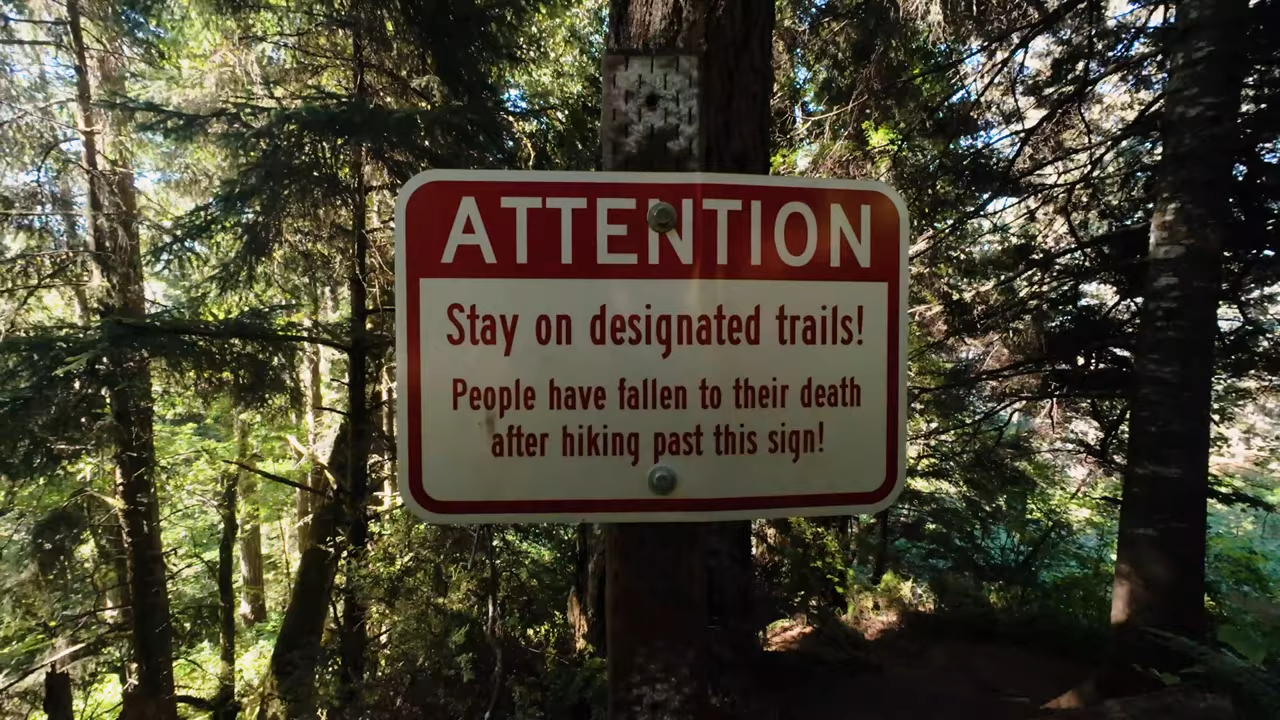 ATTENTION
Stay on designated trails!
People have fallen to their death
after hiking past this sign!